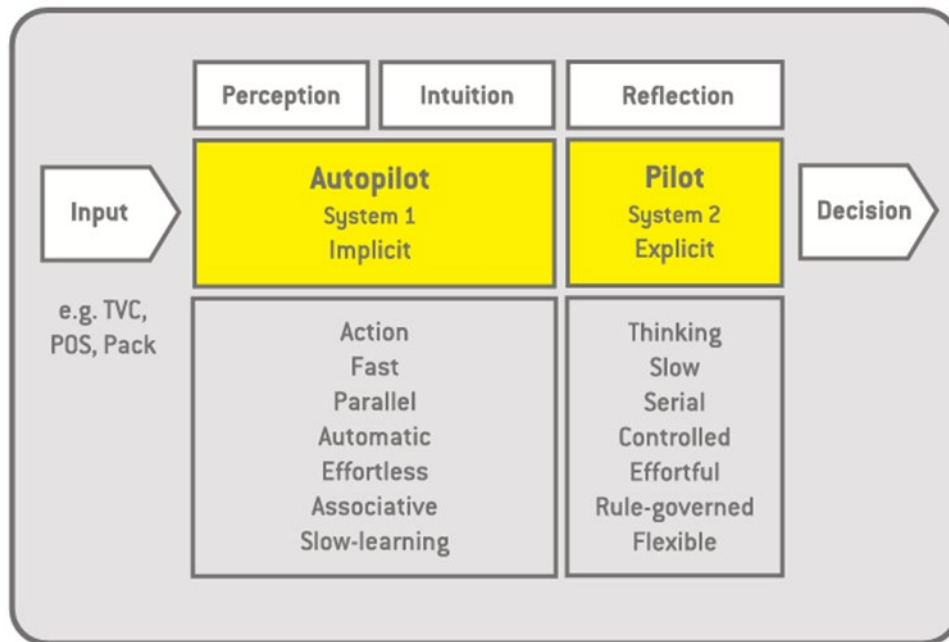 Perception
Intuition
Reflection
Input
Autopilot
System 1
Implicit
Pilot
System 2
Explicit
Decision
e.g. TVC,
POS, Pack
Action
Fast
Parallel
Automatic
Effortless
Associative
Slow-learning
Thinking
Slow
Serial
Controlled
Effortful
Rule-governed
Flexible